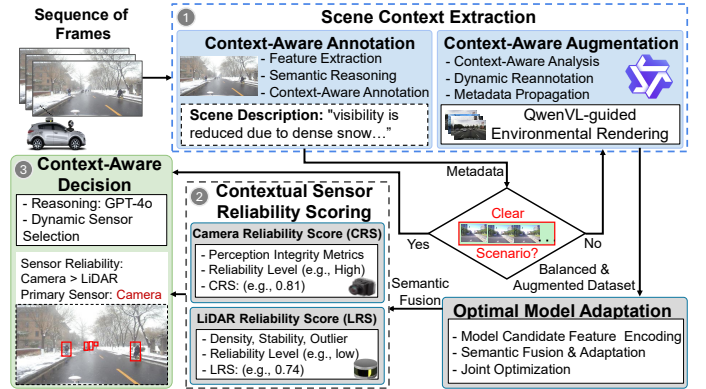 Sequence of
Frames
1
Scene Context Extraction
Context-Aware Annotation
- Feature Extraction
- Semantic Reasoning
- Context-Aware Annotation
Scene Description: "visibility is
reduced due to dense snow…"
Context-Aware Augmentation
- Context-Aware Analysis
- Dynamic Reannotation
- Metadata Propagation
QwenVL-guided
Environmental Rendering
3
Context-Aware
Decision
- Reasoning: GPT-4o
- Dynamic Sensor
Selection
Sensor Reliability:
Camera > LiDAR
Primary Sensor: Camera
2
Contextual Sensor
Reliability Scoring
Camera Reliability Score (CRS)
- Perception Integrity Metrics
- Reliability Level (e.g., High)
- CRS: (e.g., 0.81)
LiDAR Reliability Score (LRS)
- Density, Stability, Outlier
- Reliability Level (e.g., low)
- LRS: (e.g., 0.74)
Metadata
Clear
Scenario?
Yes
No
Semantic
Fusion
Balanced &
Augmented Dataset
Optimal Model Adaptation
- Model Candidate Feature Encoding
- Semantic Fusion & Adaptation
- Joint Optimization